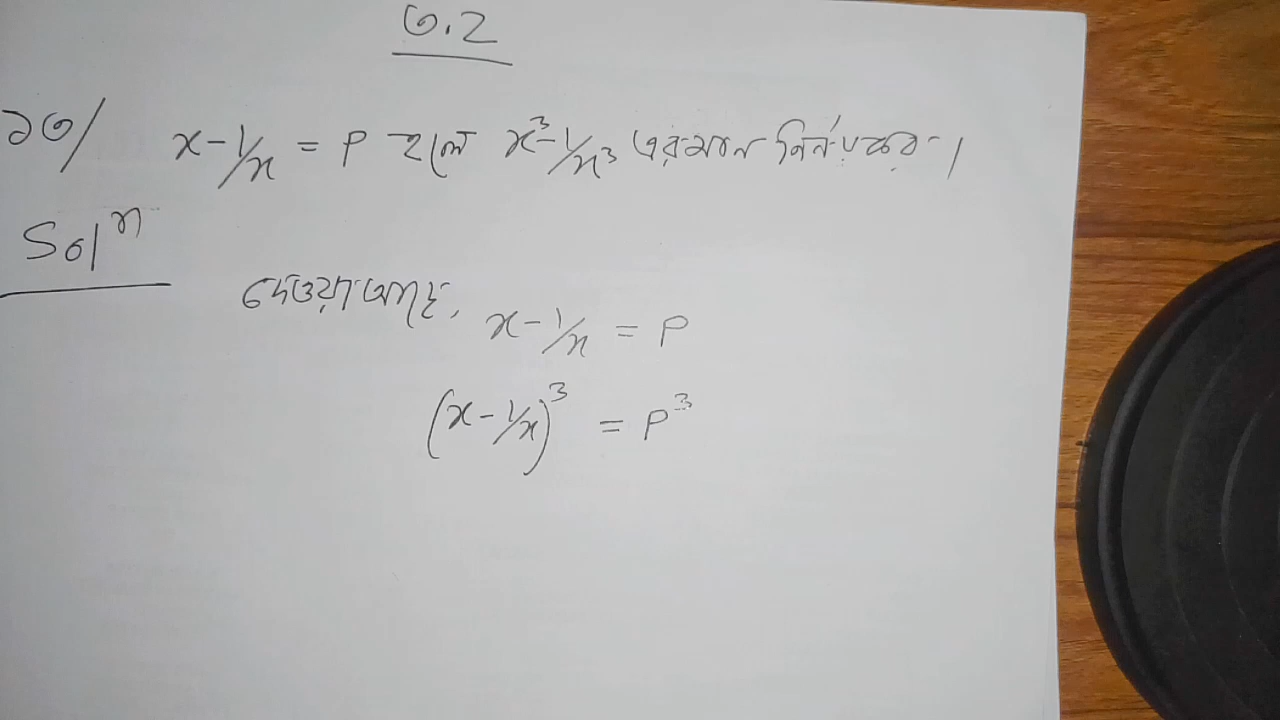 ৩.২
১৩/ x - 1/x = P হলে x³ - 1/x³ এর মান নির্ণয় কর।
Solⁿ
দেওয়া আছে, x - 1/x = P
(x - 1/x)³ = P³